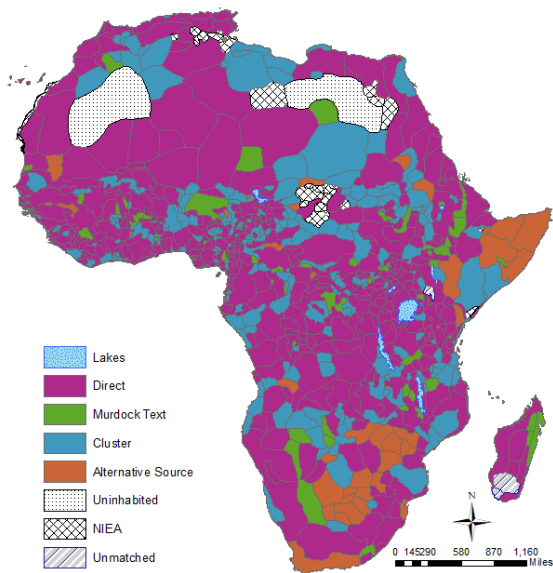 Lakes
Direct
Murdock Text
Cluster
Alternative Source
Uninhabited
NIEA
Unmatched
N
0 145290 580 870 1,160
Miles